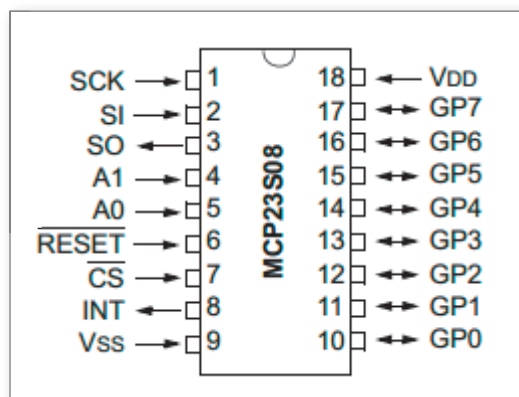 SCK 1 18 VDD
SI 2 17 GP7
SO 3 16 GP6
A1 4 15 GP5
A0 5 14 GP4
RESET 6 13 GP3
CS 7 12 GP2
INT 8 11 GP1
VSS 9 10 GP0
MCP23S08